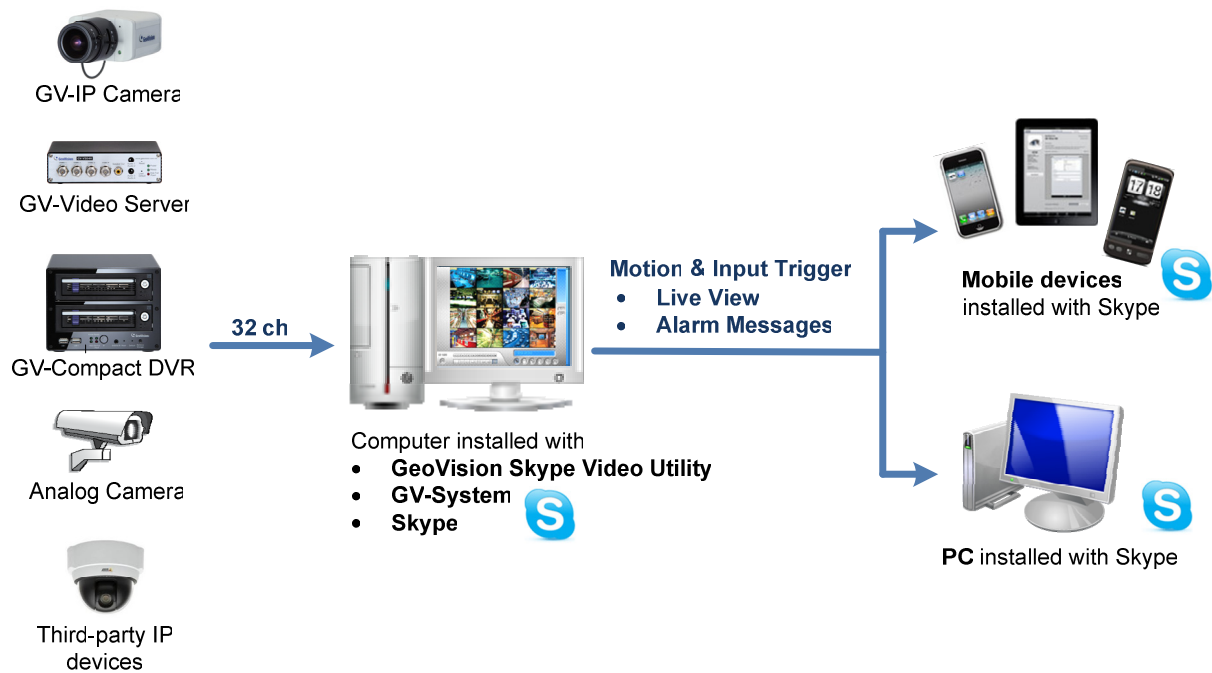 GV-IP Camera
GV-Video Server
GV-Compact DVR
Analog Camera
Third-party IP
devices
32 ch
Computer installed with
• GeoVision Skype Video Utility
• GV-System
• Skype
S
Motion & Input Trigger
• Live View
• Alarm Messages
17 18
Mobile devices
installed with Skype
S
PC installed with Skype
S